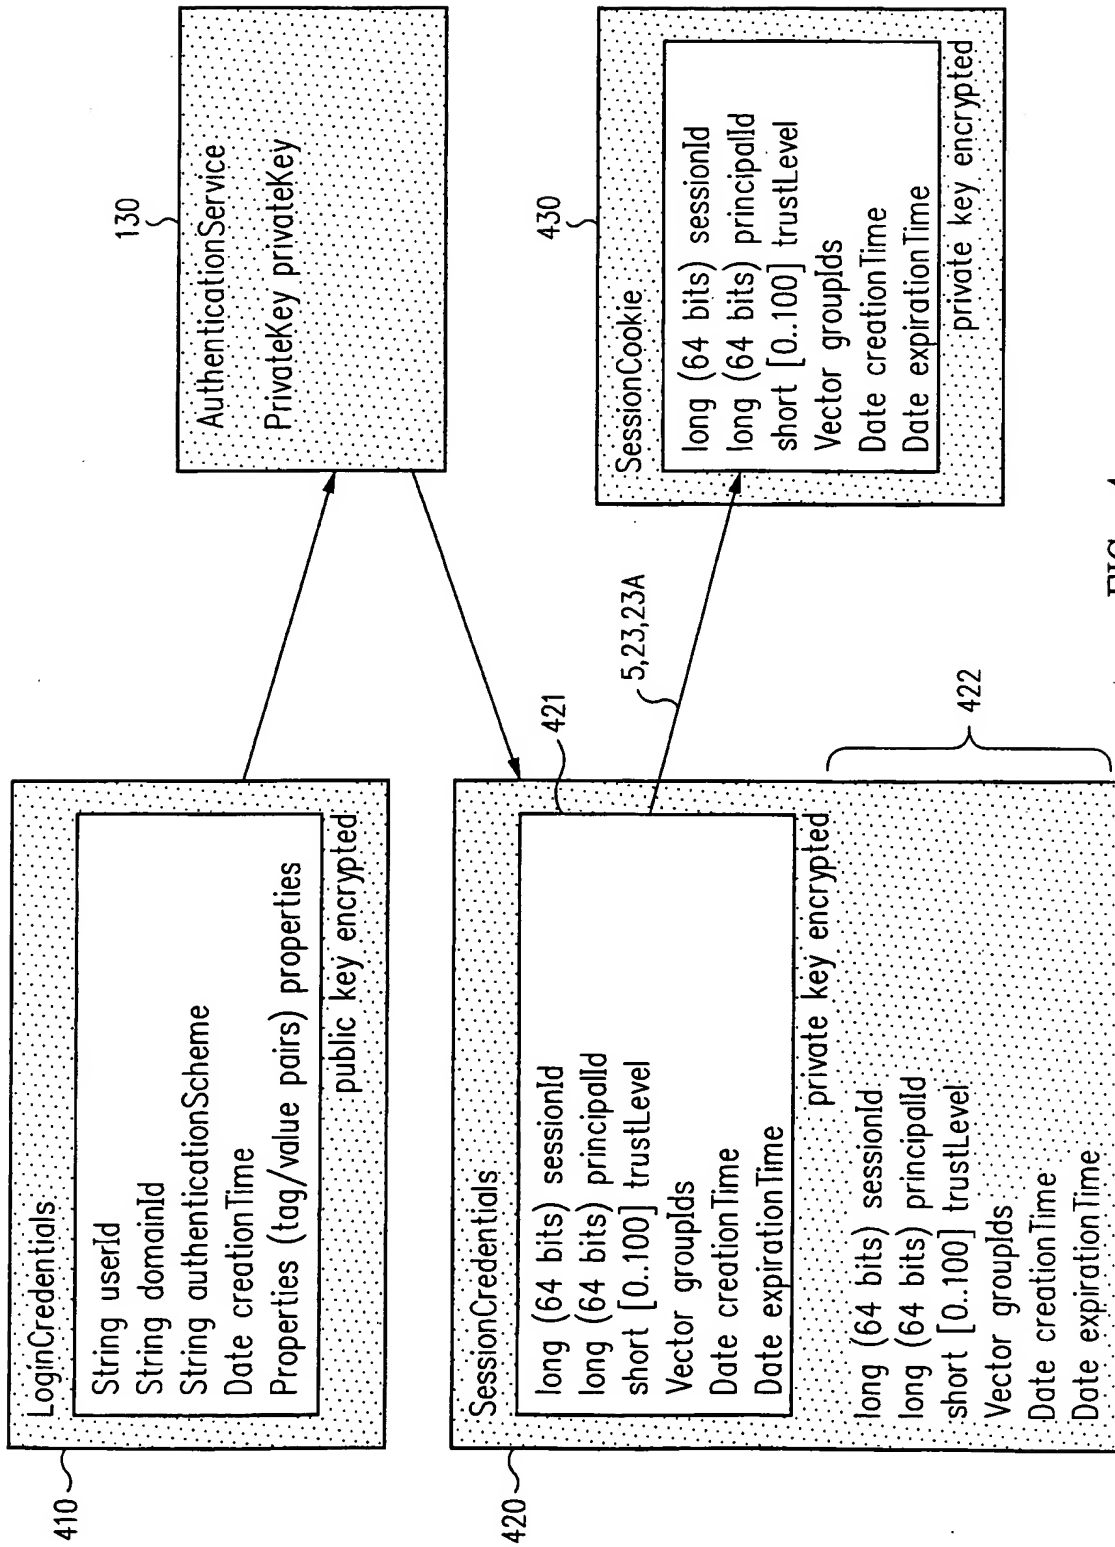 410
LoginCredentials
String userId
String domainId
String authenticationScheme
Date creationTime
Properties (tag/value pairs) properties
public key encrypted
130
AuthenticationService
PrivateKey privateKey
420
SessionCredentials
421
long (64 bits) sessionId
long (64 bits) principalId
short [0..100] trustLevel
Vector groupIds
Date creationTime
Date expirationTime
private key encrypted
long (64 bits) sessionId
long (64 bits) principalId
short [0..100] trustLevel
Vector groupIds
Date creationTime
Date expirationTime
422
5,23,23A
430
SessionCookie
long (64 bits) sessionId
long (64 bits) principalId
short [0..100] trustLevel
Vector groupIds
Date creationTime
Date expirationTime
private key encrypted